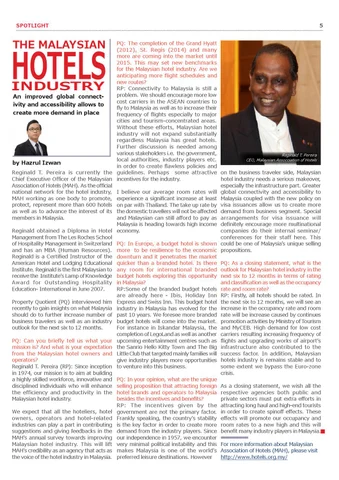 SPOTLIGHT
5
THE MALAYSIAN
HOTELS
INDUSTRY
An improved global connect-
ivity and accessibility allows to
create more demand in place
by Hazrul Izwan
Reginald T. Pereira is currently the
Chief Executive Officer of the Malaysian
Association of Hotels (MAH). As the official
national network for the hotel industry,
MAH working as one body to promote,
protect, represent more than 600 hotels
as well as to advance the interest of its
members in Malaysia.
Reginald obtained a Diploma in Hotel
Management from The Les Roches School
of Hospitality Management in Switzerland
and has an MBA (Human Resource).
Reginald is a Certified Instructor of the
American Hotel and Lodging Educational
Institute. Reginald is the first Malaysian to
receive the Institute's Lamp of Knowledge
Award for Outstanding Hospitality
Education- International in June 2007.
Property Quotient (PQ) interviewed him
recently to gain insights on what Malaysia
should do to further increase number of
business travelers as well as an industry
outlook for the next six to 12 months.
PQ: Can you briefly tell us what your
mission is? And what's your expectation
from the Malaysian hotel owners and
operators?
Reginald T. Pereira (RP): Since inception
in 1974, our mission is to aim at building
a highly skilled workforce, innovative and
disciplined individuals who will enhance
the efficiency and productivity in the
Malaysian hotel industry.
We expect that all the hoteliers, hotel
owners, operators and hotel-related
industries can play a part in contributing
suggestions and giving feedbacks in the
MAH's annual survey towards improving
Malaysian hotel industry. This will lift
MAH's credibility as an agency that acts as
the voice of the hotel industry in Malaysia.
PQ: The completion of the Grand Hyatt
(2012), St. Regis (2014) and many
more are coming into the market until
2015. This may set new benchmarks
for the Malaysian hotel industry. Are we
anticipating more flight schedules and
new routes?
RP: Connectivity to Malaysia is still a
problem. We should encourage more low
cost carriers in the ASEAN countries to
fly to Malaysia as well as to increase their
frequency of flights especially to major
cities and tourism-concentrated areas.
Without these efforts, Malaysian hotel
industry will not expand substantially
regardless Malaysia has great hotels.
Further discussion is needed among
various stakeholders i.e. the government,
local authorities, industry players etc.
in order to create flawless policies and
guidelines. Perhaps some attractive
incentives for the industry.
I believe our average room rates will
experience a significant increase at least
on par with Thailand. The take up rate by
the domestic travellers will not be affected
and Malaysian can still afford to pay as
Malaysia is heading towards high income
economy.
PQ: In Europe, a budget hotel is shown
more to be resilience to the economic
downturn and it penetrates the market
quicker than a branded hotel. Is there
any room for international branded
budget hotels exploring the opportunity
in Malaysia?
RP:Some of the branded budget hotels
are already here - Ibis, Holiday Inn
Express and Swiss Inn. This budget hotel
industry in Malaysia has evolved for the
past 10 years. We foresee more branded
budget hotels will come into the market.
For instance in Iskandar Malaysia, the
completion of LegoLand as well as another
upcoming entertainment centres such as
the Sanrio Hello Kitty Town and The Big
Little Club that targeted mainly families will
give industry players more opportunities
to venture into this business.
PQ: In your opinion, what are the unique
selling proposition that attracting foreign
hotel brands and operators to Malaysia
besides the incentives and benefits?
RP: The incentives given by the
government are not the primary factor.
Frankly speaking, the country's stability
is the key factor in order to create more
demand from the industry players. Since
our independence in 1957, we encounter
very minimal political instability and this
makes Malaysia is one of the world's
preferred leisure destinations. However
Reginald T. Pereira
CEO, Malaysian Association of Hotels
on the business traveler side, Malaysian
hotel industry needs a serious makeover,
especially the infrastructure part. Greater
global connectivity and accessibility to
Malaysia coupled with the new policy on
visa issuances allow us to create more
demand from business segment. Special
arrangements for visa issuance will
definitely encourage more multinational
companies do their internal seminar/
conferences for their staff here. This
could be one of Malaysia's unique selling
propositions.
PQ: As a closing statement, what is the
outlook for Malaysian hotel industry in the
next six to 12 months in terms of rating
and classification as well as the occupancy
rate and room rate?
RP: Firstly, all hotels should be rated. In
the next six to 12 months, we will see an
increase in the occupancy rate and room
rate will be increase caused by continues
promotion activities by Ministry of Tourism
and MyCEB. High demand for low cost
carriers resulting increasing frequency of
flights and upgrading works of airport's
infrastructure also contributed to the
success factor. In addition, Malaysian
hotels industry is remains stable and to
some extent we bypass the Euro-zone
crisis.
As a closing statement, we wish all the
respective agencies both public and
private sectors must put extra efforts in
attracting long haul and high-end tourists
in order to create spinoff effects. These
effects will promote our occupancy and
room rates to a new high and this will
benefit many industry players in Malaysia.
For more information about Malaysian
Association of Hotels (MAH), please visit
http://www.hotels.org.my/